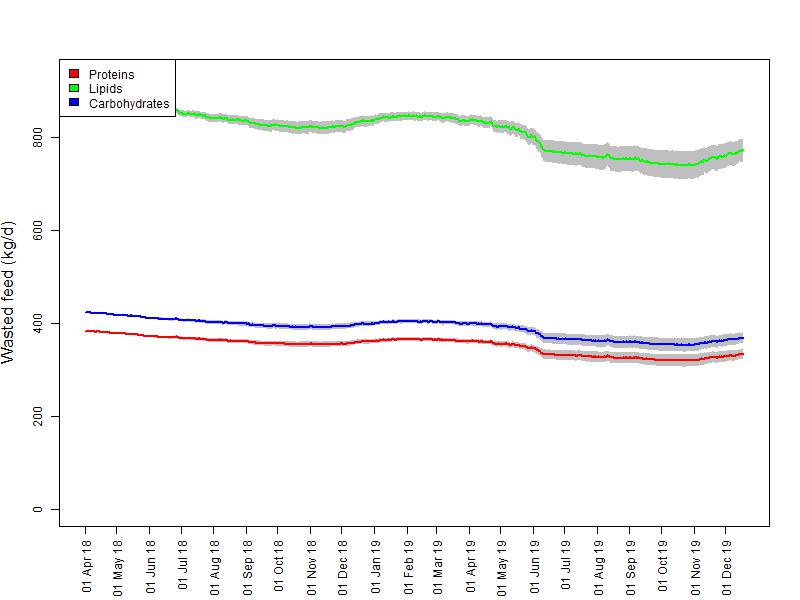 Proteins
Lipids
Carbohydrates
Wasted feed (kg/d)
800
600
400
200
0
01 Apr 18
01 May 18
01 Jun 18
01 Jul 18
01 Aug 18
01 Sep 18
01 Oct 18
01 Nov 18
01 Dec 18
01 Jan 19
01 Feb 19
01 Mar 19
01 Apr 19
01 May 19
01 Jun 19
01 Jul 19
01 Aug 19
01 Sep 19
01 Oct 19
01 Nov 19
01 Dec 19